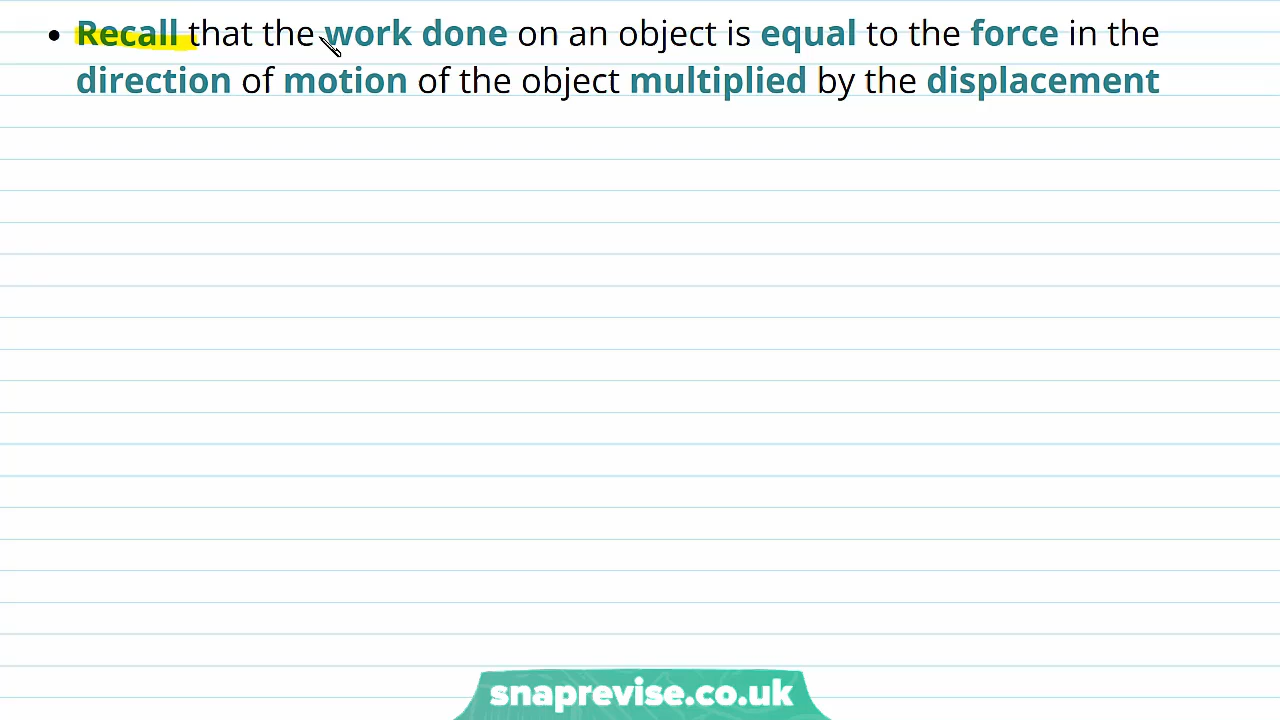 • Recall that the work done on an object is equal to the force in the
direction of motion of the object multiplied by the displacement
snaprevise.co.uk